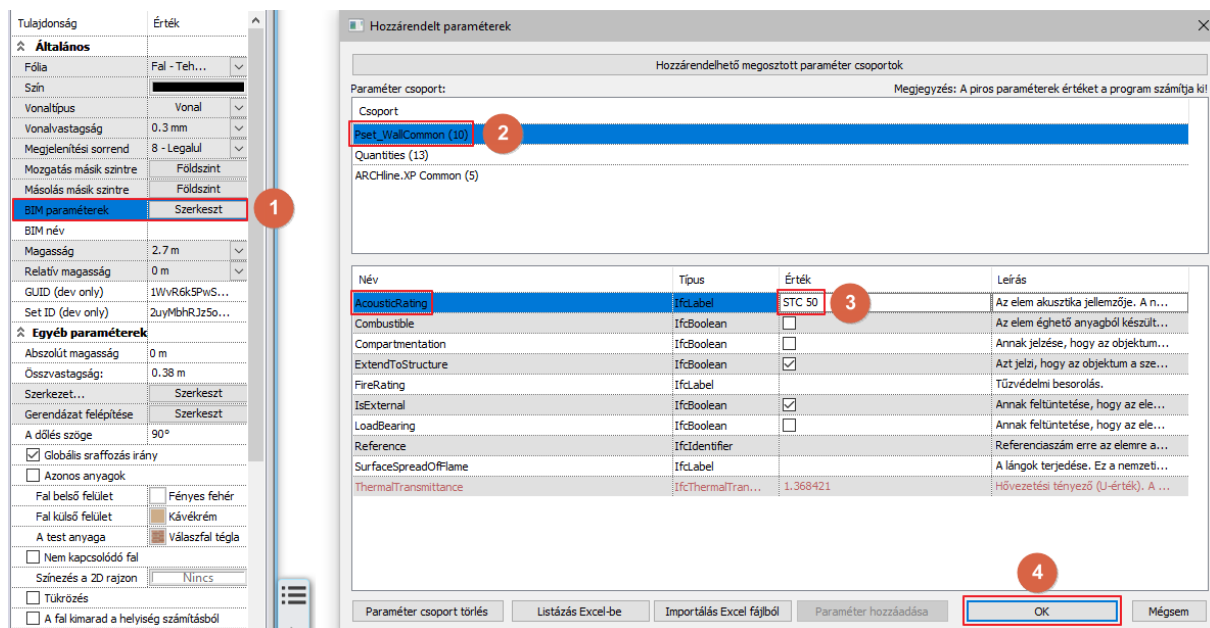 Tulajdonság Érték
Általános
Fólia Fal - Teh...
Szín
Vonaltípus Vonal
Vonalvastagság 0.3 mm
Megjelenítési sorrend 8 - Legalul
Mozgatás másik szintre Földszint
Másolás másik szintre Földszint
BIM paraméterek Szerkeszt
1
BIM név
Magasság 2.7 m
Relatív magasság 0 m
GUID (dev only) 1WvR6k5PwS...
Set ID (dev only) 2uyMbhRJz5o...
Egyéb paraméterek
Abszolút magasság 0 m
Összvastagság: 0.38 m
Szerkezet... Szerkeszt
Gerendázat felépítése Szerkeszt
A dőlés szöge 90°
Globális sraffozás irány
Azonos anyagok
Fal belső felület Fényes fehér
Fal külső felület Kávékrém
A test anyaga Válaszfal tégla
Nem kapcsolódó fal
Színezés a 2D rajzon Nincs
Tükrözés
A fal kimarad a helyiség számításból
Hozzárendelt paraméterek
Hozzárendelhető megosztott paraméter csoportok
Paraméter csoport: Megjegyzés: A piros paraméterek értéket a program számítja ki!
Csoport
Pset_WallCommon (10) 2
Quantities (13)
ARCHline.XP Common (5)
Név Típus Érték Leírás
AcousticRating IfcLabel STC 50 3 Az elem akusztika jellemzője. A n...
Combustible IfcBoolean Az elem éghető anyagból készült...
Compartmentation IfcBoolean Annak jelzése, hogy az objektum...
ExtendToStructure IfcBoolean Azt jelzi, hogy az objektum a sze...
FireRating IfcLabel Tűzvédelmi besorolás.
IsExternal IfcBoolean Annak feltüntetése, hogy az ele...
LoadBearing IfcBoolean Annak feltüntetése, hogy az ele...
Reference IfcIdentifier Referenciaszám erre az elemre a...
SurfaceSpreadOfFlame IfcLabel A lángok terjedése. Ez a nemzeti...
ThermalTransmittance IfcThermalTran... 1.368421 Hővezetési tényező (U-érték). A ...
4
Paraméter csoport törlés Listázás Excel-be Importálás Excel fájlból Paraméter hozzáadása OK Mégsem